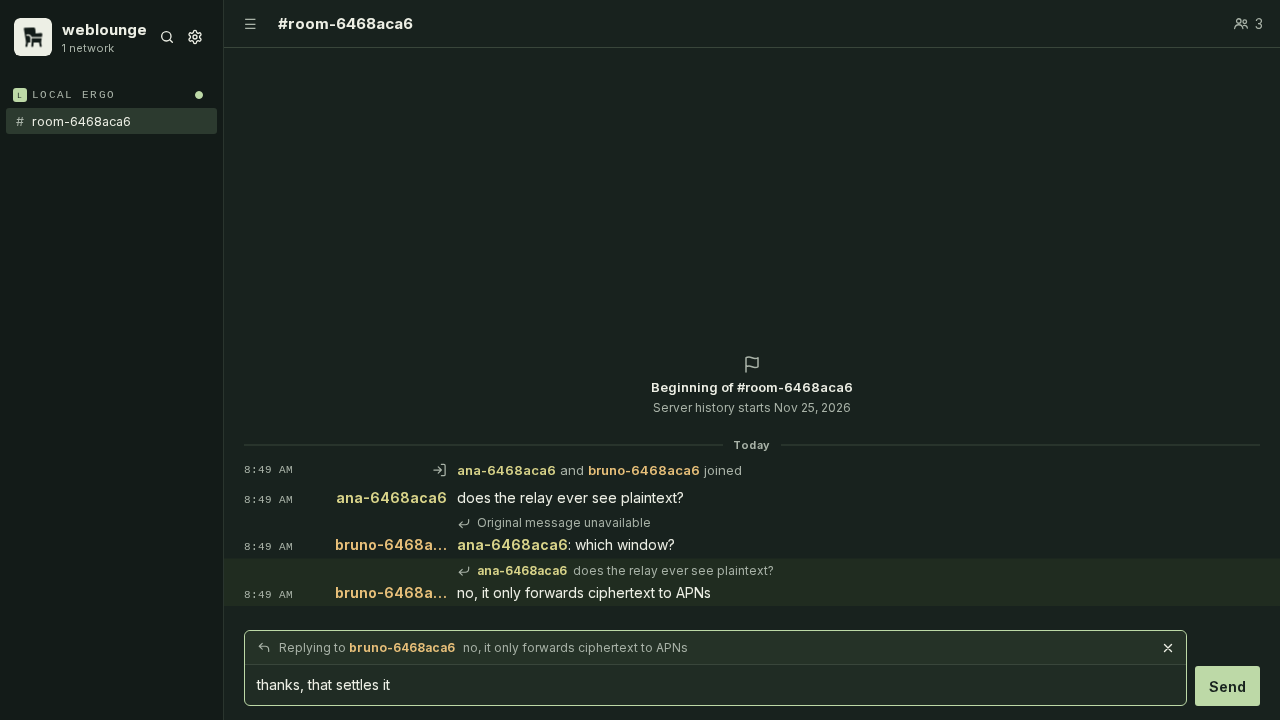 weblounge
1 network
L LOCAL ERGO
# room-6468aca6
☰ #room-6468aca6
3
Beginning of #room-6468aca6
Server history starts Nov 25, 2026
Today
8:49 AM ana-6468aca6 and bruno-6468aca6 joined
8:49 AM ana-6468aca6 does the relay ever see plaintext?
Original message unavailable
8:49 AM bruno-6468a… ana-6468aca6: which window?
ana-6468aca6 does the relay ever see plaintext?
8:49 AM bruno-6468a… no, it only forwards ciphertext to APNs
Replying to bruno-6468aca6 no, it only forwards ciphertext to APNs
thanks, that settles it
Send